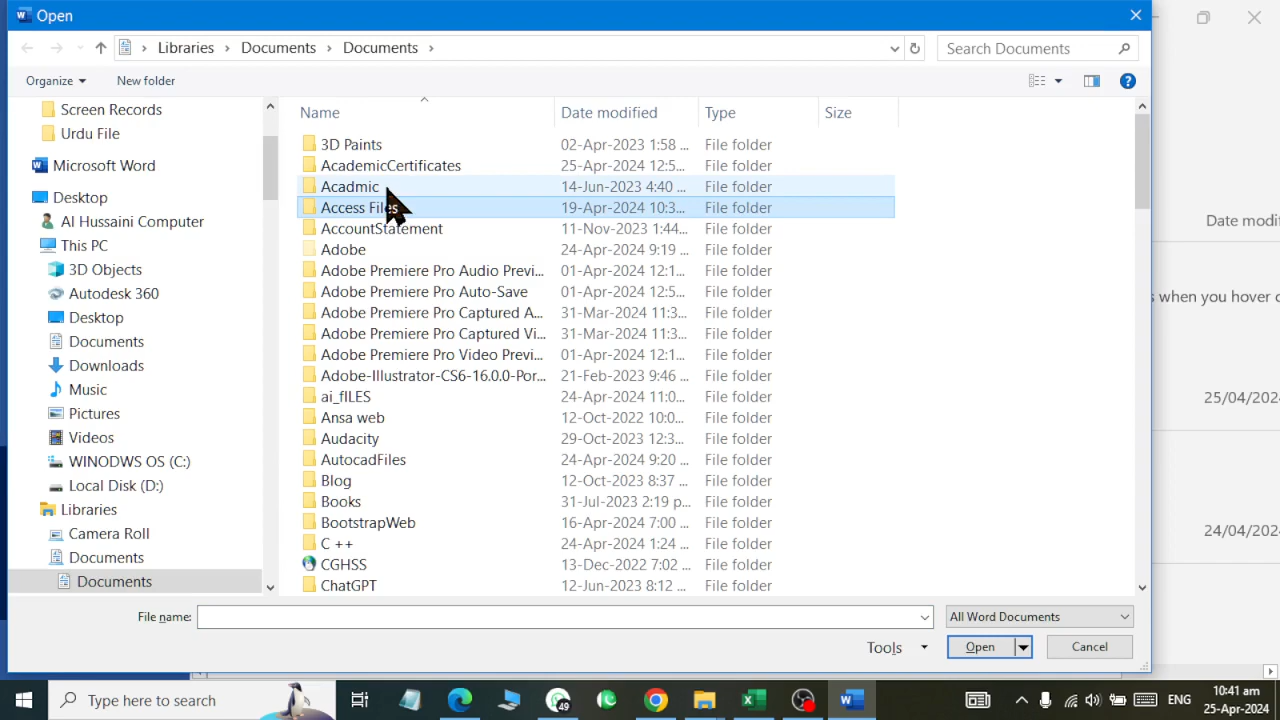 Open
Libraries > Documents > Documents >
Search Documents
Organize
New folder
Screen Records
Urdu File
Microsoft Word
Desktop
Al Hussaini Computer
This PC
3D Objects
Autodesk 360
Desktop
Documents
Downloads
Music
Pictures
Videos
WINODWS OS (C:)
Local Disk (D:)
Libraries
Camera Roll
Documents
Documents
Name Date modified Type Size
3D Paints 02-Apr-2023 1:58 ... File folder
AcademicCertificates 25-Apr-2024 12:5... File folder
Acadmic 14-Jun-2023 4:40 ... File folder
Access Files 19-Apr-2024 10:3... File folder
AccountStatement 11-Nov-2023 1:44... File folder
Adobe 24-Apr-2024 9:19 ... File folder
Adobe Premiere Pro Audio Previ... 01-Apr-2024 12:1... File folder
Adobe Premiere Pro Auto-Save 01-Apr-2024 12:5... File folder
Adobe Premiere Pro Captured A... 31-Mar-2024 11:3... File folder
Adobe Premiere Pro Captured Vi... 31-Mar-2024 11:3... File folder
Adobe Premiere Pro Video Previ... 01-Apr-2024 12:1... File folder
Adobe-Illustrator-CS6-16.0.0-Por... 21-Feb-2023 9:46 ... File folder
ai_fILES 24-Apr-2024 11:0... File folder
Ansa web 12-Oct-2022 10:0... File folder
Audacity 29-Oct-2023 12:3... File folder
AutocadFiles 24-Apr-2024 9:20 ... File folder
Blog 12-Oct-2022 8:37 ... File folder
Books 31-Jul-2023 2:19 p... File folder
BootstrapWeb 16-Apr-2024 7:00 ... File folder
C ++ 24-Apr-2024 1:24 ... File folder
CGHSS 13-Dec-2022 7:02 ... File folder
ChatGPT 12-Jun-2023 8:12 ... File folder
File name:
All Word Documents
Tools
Open
Cancel
Date modifi
s when you hover o
25/04/2024
24/04/2024
Type here to search
49
ENG
10:41 am
25-Apr-2024